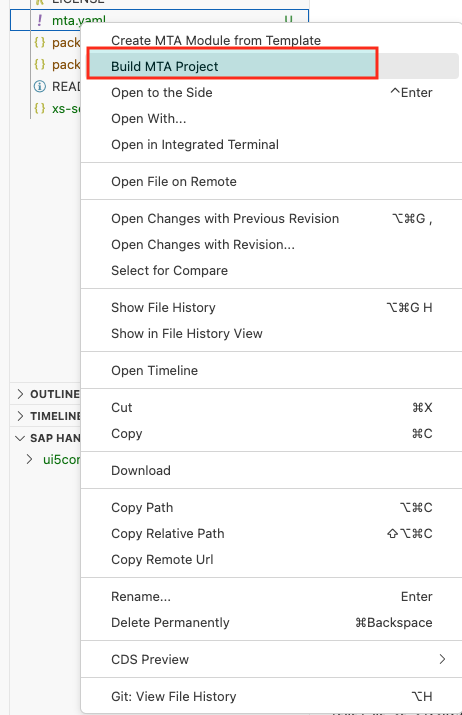 LICENSE
! mta.yaml U
{} pack
{} pack
READ
{} xs-se
Create MTA Module from Template
Build MTA Project
Open to the Side ^Enter
Open With...
Open in Integrated Terminal
Open File on Remote
Open Changes with Previous Revision ⌥⌘G ,
Open Changes with Revision...
Select for Compare
Show File History ⌥⌘G H
Show in File History View
Open Timeline
Cut ⌘X
Copy ⌘C
Download
Copy Path ⌥⌘C
Copy Relative Path ⇧⌥⌘C
Copy Remote Url
Rename... Enter
Delete Permanently ⌘Backspace
CDS Preview
Git: View File History ⌥H
OUTLINE
TIMELINE
SAP HAN
ui5con